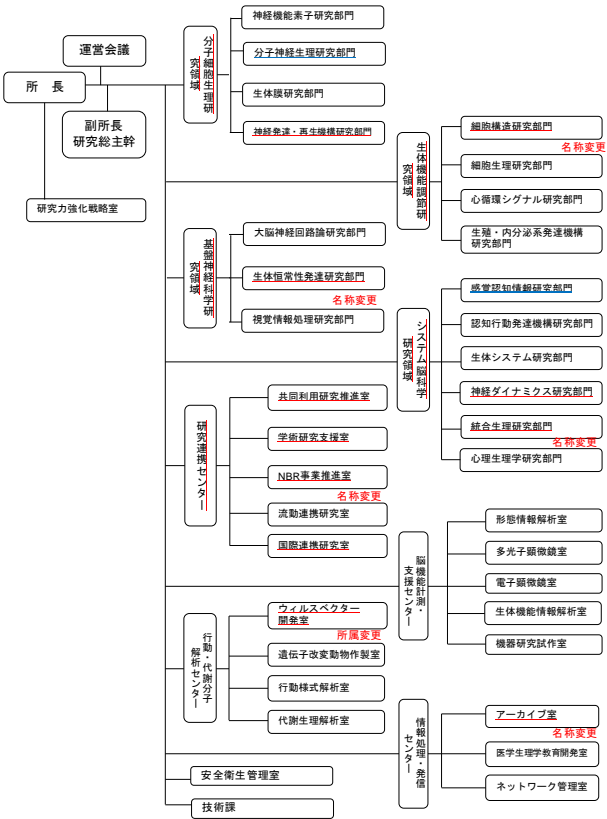 運営会議
所　長
副所長
研究総主幹
研究力強化戦略室
分子細胞生理研
究領域
神経機能素子研究部門
分子神経生理研究部門
生体膜研究部門
神経発達・再生機構研究部門
生体機能調節研
究領域
細胞構造研究部門
名称変更
細胞生理研究部門
心循環シグナル研究部門
生殖・内分泌系発達機構
研究部門
基盤神経科学研
究領域
大脳神経回路論研究部門
生体恒常性発達研究部門
名称変更
視覚情報処理研究部門
システム脳科学
研究領域
感覚認知情報研究部門
認知行動発達機構研究部門
生体システム研究部門
神経ダイナミクス研究部門
統合生理研究部門
名称変更
心理生理学研究部門
研究連携センター
共同利用研究推進室
学術研究支援室
NBR事業推進室
名称変更
流動連携研究室
国際連携研究室
脳機能計測・
支援センター
形態情報解析室
多光子顕微鏡室
電子顕微鏡室
生体機能情報解析室
機器研究試作室
行動・代謝分子
解析センター
ウィルスベクター
開発室
所属変更
遺伝子改変動物作製室
行動様式解析室
代謝生理解析室
情報処理・発信
センター
アーカイブ室
名称変更
医学生理学教育開発室
ネットワーク管理室
安全衛生管理室
技術課